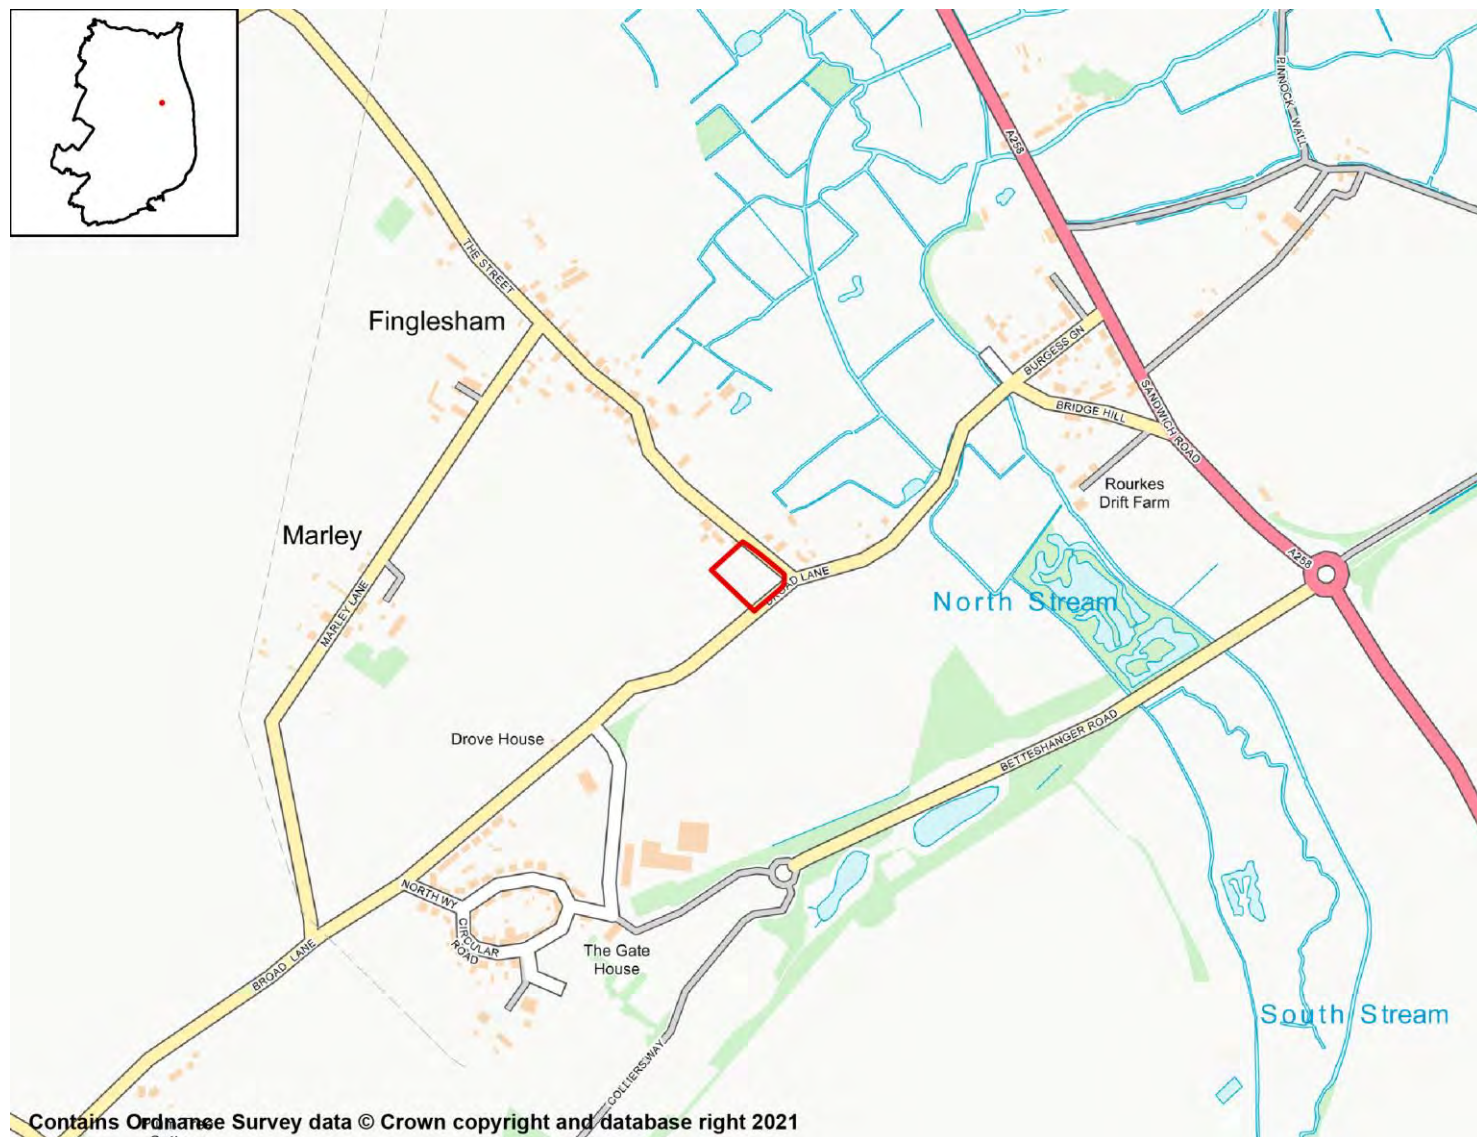 PINNOCK WALL
A258
THE STREET
Finglesham
BURGESS GN
BRIDGE HILL
SANDWICH ROAD
Rourkes
Drift Farm
Marley
A258
BROAD LANE
North Stream
MARLEY LANE
BETTESHANGER ROAD
Drove House
NORTH WY
CIRCULAR
ROAD
The Gate
House
BROAD LANE
South Stream
COLLIERS WAY
Contains Ordnance Survey data © Crown copyright and database right 2021